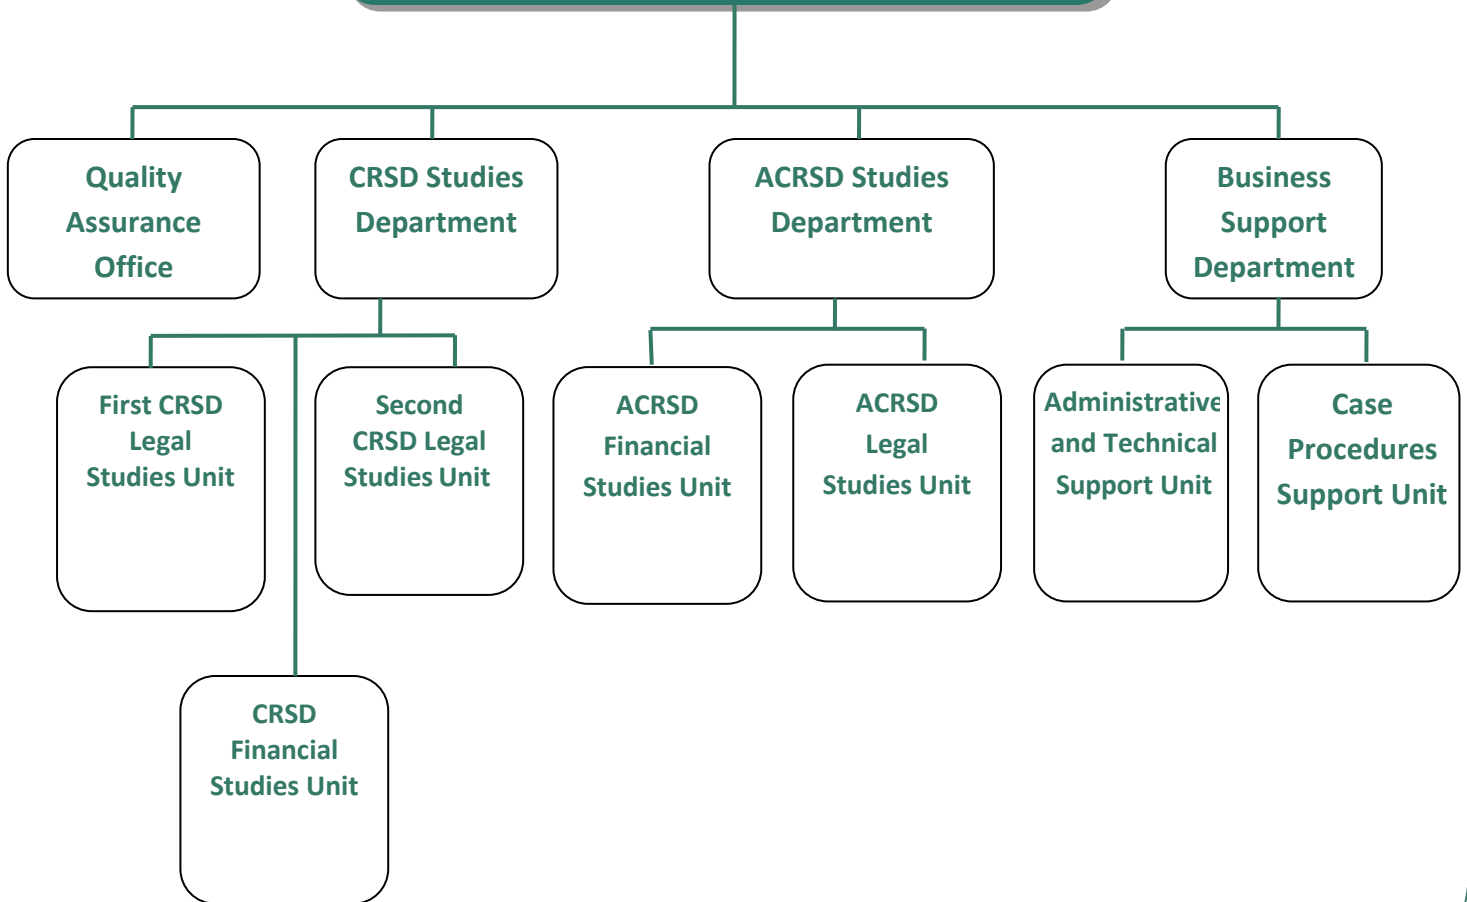 Quality
Assurance
Office
CRSD Studies
Department
ACRSD Studies
Department
Business
Support
Department
First CRSD
Legal
Studies Unit
Second
CRSD Legal
Studies Unit
ACRSD
Financial
Studies Unit
ACRSD
Legal
Studies Unit
Administrative
and Technical
Support Unit
Case
Procedures
Support Unit
CRSD
Financial
Studies Unit